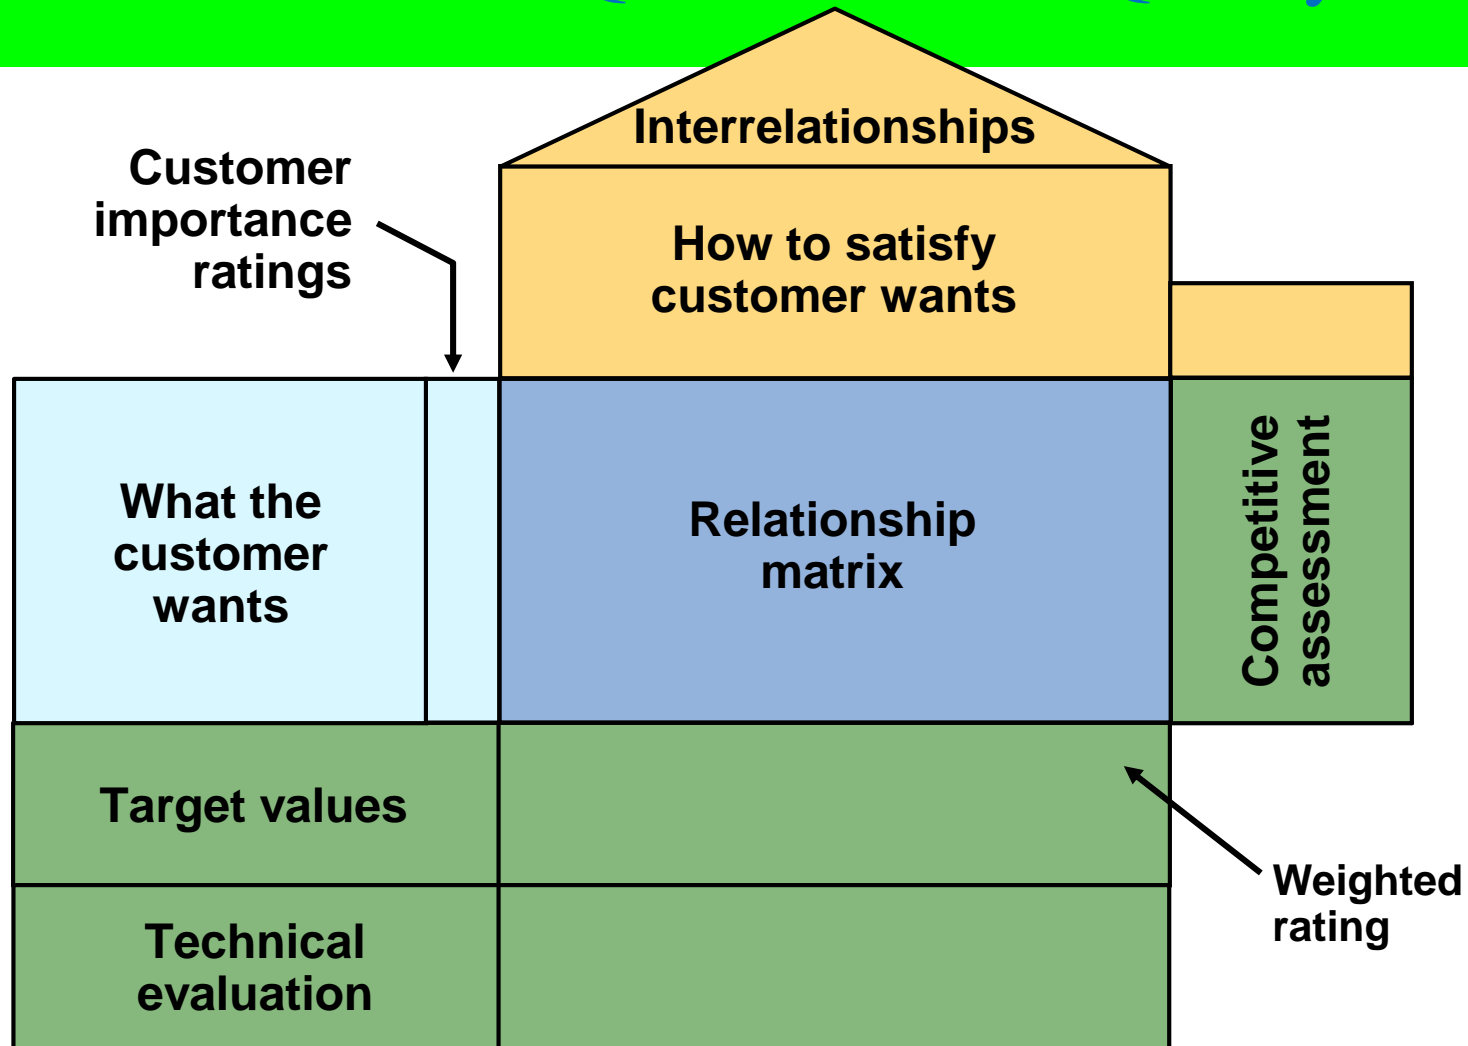 Interrelationships
Customer
importance
ratings
How to satisfy
customer wants
What the
customer
wants
Relationship
matrix
Competitive
assessment
Target values
Weighted
rating
Technical
evaluation